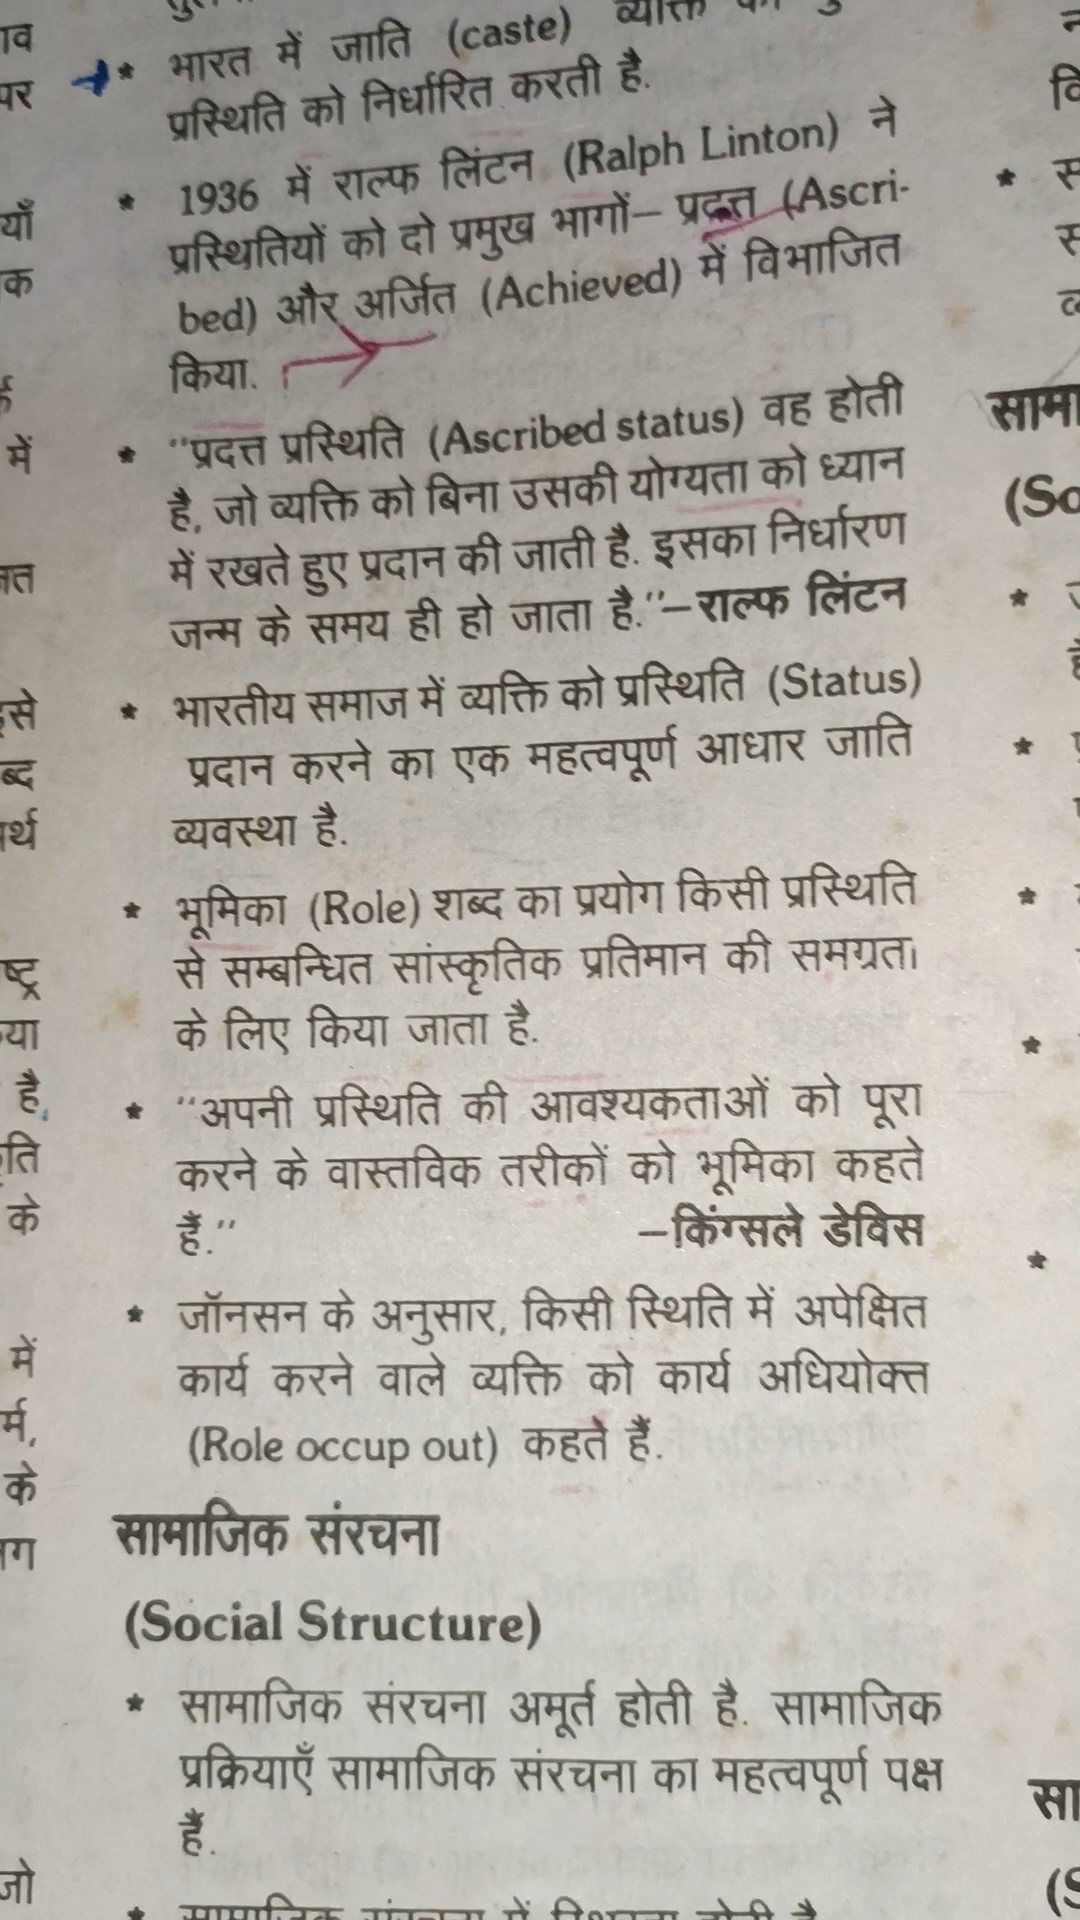 * भारत में जाति (caste)
प्रस्थिति को निर्धारित करती है.
* 1936 में राल्फ लिंटन (Ralph Linton) ने
प्रस्थितियों को दो प्रमुख भागों– प्रदत्त (Ascri-
bed) और अर्जित (Achieved) में विभाजित
किया.
* "प्रदत्त प्रस्थिति (Ascribed status) वह होती
है, जो व्यक्ति को बिना उसकी योग्यता को ध्यान
में रखते हुए प्रदान की जाती है. इसका निर्धारण
जन्म के समय ही हो जाता है."–राल्फ लिंटन
* भारतीय समाज में व्यक्ति को प्रस्थिति (Status)
प्रदान करने का एक महत्वपूर्ण आधार जाति
व्यवस्था है.
* भूमिका (Role) शब्द का प्रयोग किसी प्रस्थिति
से सम्बन्धित सांस्कृतिक प्रतिमान की समग्रता
के लिए किया जाता है.
* "अपनी प्रस्थिति की आवश्यकताओं को पूरा
करने के वास्तविक तरीकों को भूमिका कहते
हैं." –किंग्सले डेविस
* जॉनसन के अनुसार, किसी स्थिति में अपेक्षित
कार्य करने वाले व्यक्ति को कार्य अधियोक्त
(Role occup out) कहते हैं.
सामाजिक संरचना
(Social Structure)
* सामाजिक संरचना अमूर्त होती है. सामाजिक
प्रक्रियाएँ सामाजिक संरचना का महत्वपूर्ण पक्ष
हैं.